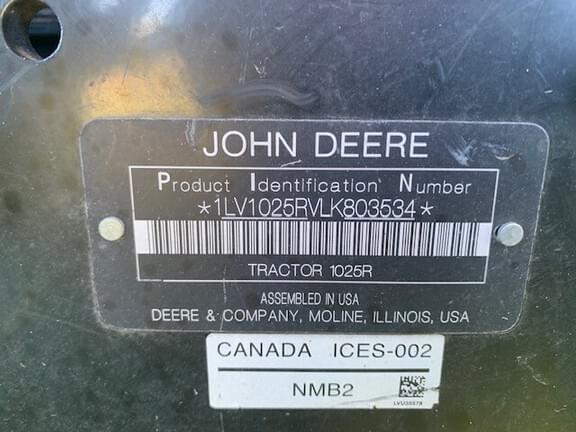 JOHN DEERE
Product Identification Number
*1LV1025RVLK803534*
TRACTOR 1025R
ASSEMBLED IN USA
DEERE & COMPANY, MOLINE, ILLINOIS, USA
CANADA ICES-002
NMB2